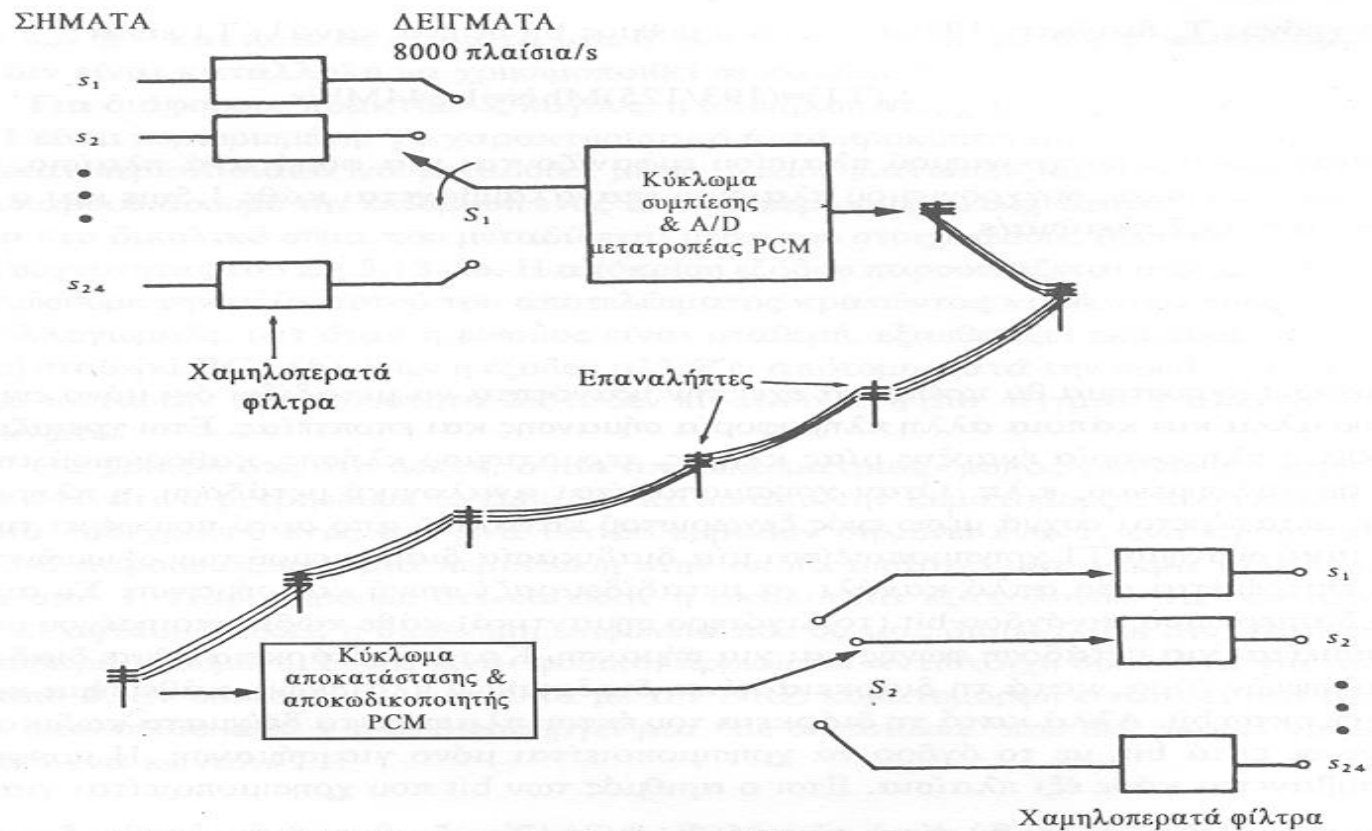 ΣΗΜΑΤΑ
ΔΕΙΓΜΑΤΑ
8000 πλαίσια/s
s₁
s₂
s₂₄
S₁
Κύκλωμα
συμπίεσης
& A/D
μετατροπέας PCM
Χαμηλοπερατά
φίλτρα
Επαναλήπτες
Κύκλωμα
αποκατάστασης &
αποκωδικοποιητής
PCM
S₂
s₁
s₂
s₂₄
Χαμηλοπερατά φίλτρα